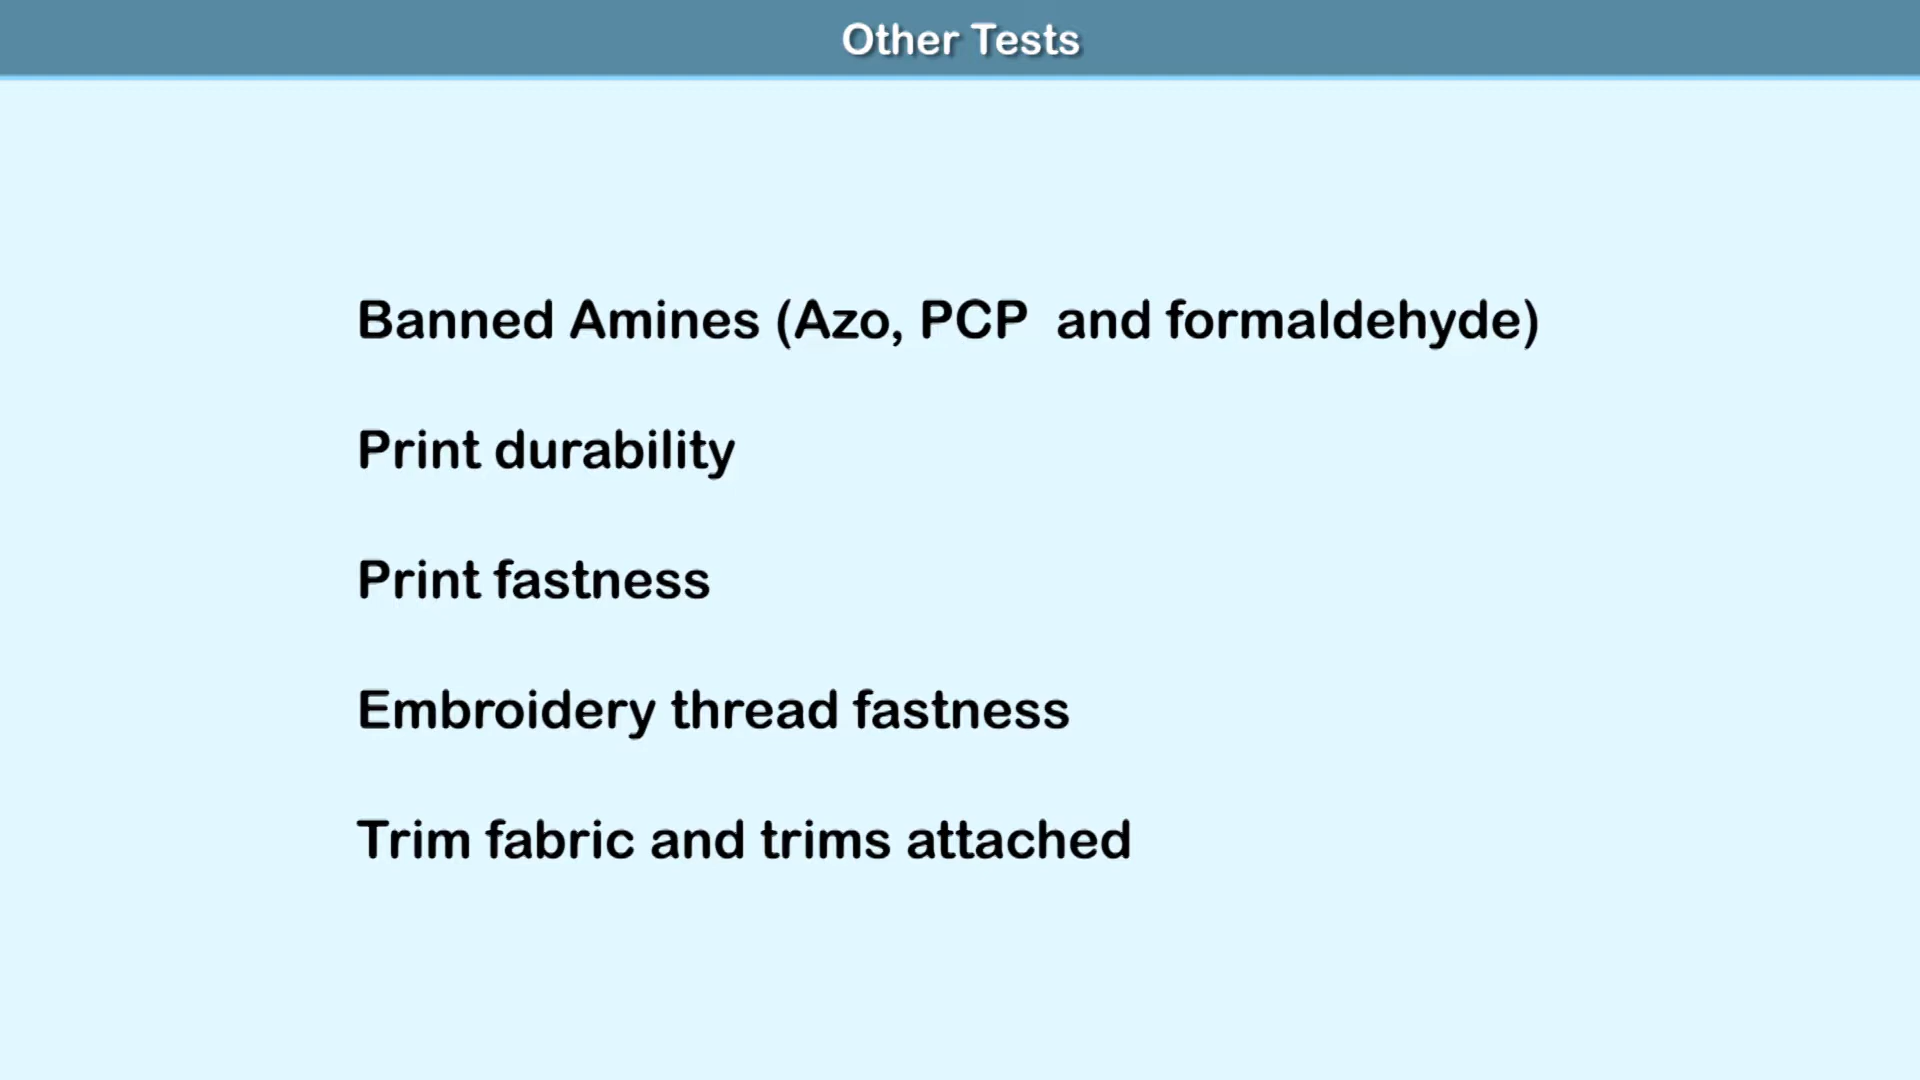 Other Tests
Banned Amines (Azo, PCP  and formaldehyde)
Print durability
Print fastness
Embroidery thread fastness
Trim fabric and trims attached